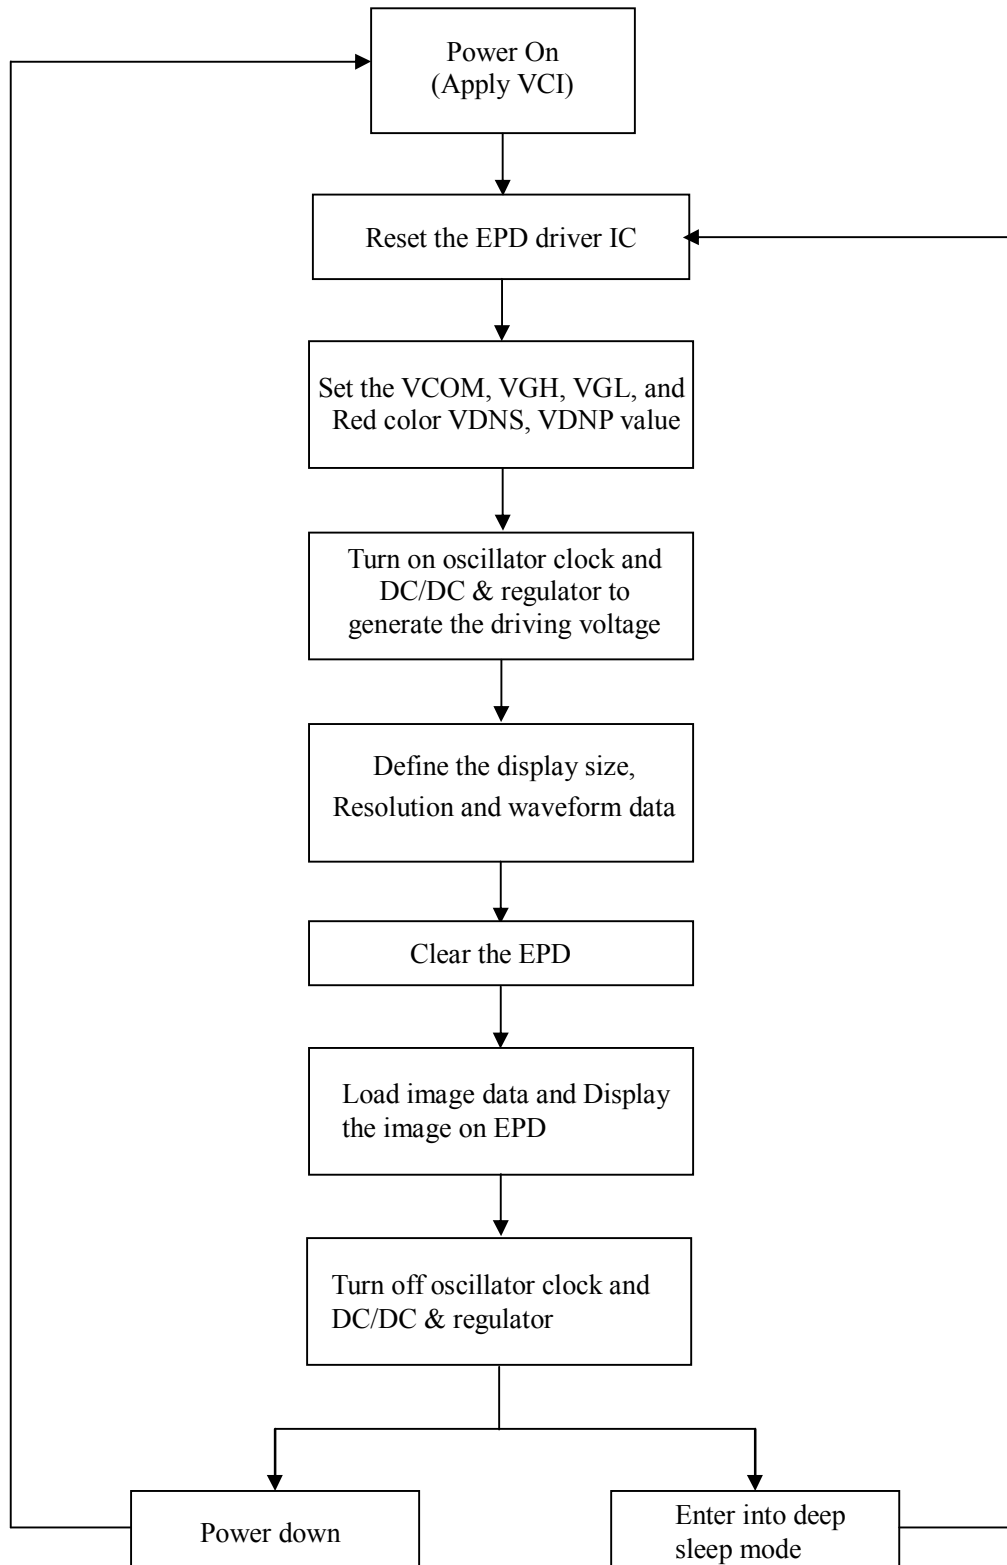 Power On
(Apply VCI)
Reset the EPD driver IC
Set the VCOM, VGH, VGL, and
Red color VDNS, VDNP value
Turn on oscillator clock and
DC/DC & regulator to
generate the driving voltage
Define the display size,
Resolution and waveform data
Clear the EPD
Load image data and Display
the image on EPD
Turn off oscillator clock and
DC/DC & regulator
Power down
Enter into deep
sleep mode